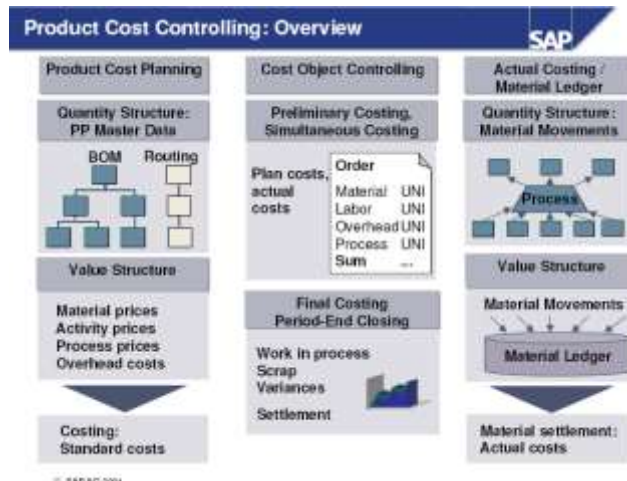 Product Cost Controlling: Overview
SAP
Product Cost Planning
Quantity Structure:
PP Master Data
BOM Routing
Value Structure
Material prices
Activity prices
Process prices
Overhead costs
Costing:
Standard costs
Cost Object Controlling
Preliminary Costing,
Simultaneous Costing
Plan costs,
actual
costs
Order
Material UNI
Labor UNI
Overhead UNI
Process UNI
Sum ...
Final Costing
Period-End Closing
Work in process
Scrap
Variances
Settlement
Actual Costing /
Material Ledger
Quantity Structure:
Material Movements
Process
Value Structure
Material Movements
Material Ledger
Material settlement:
Actual costs